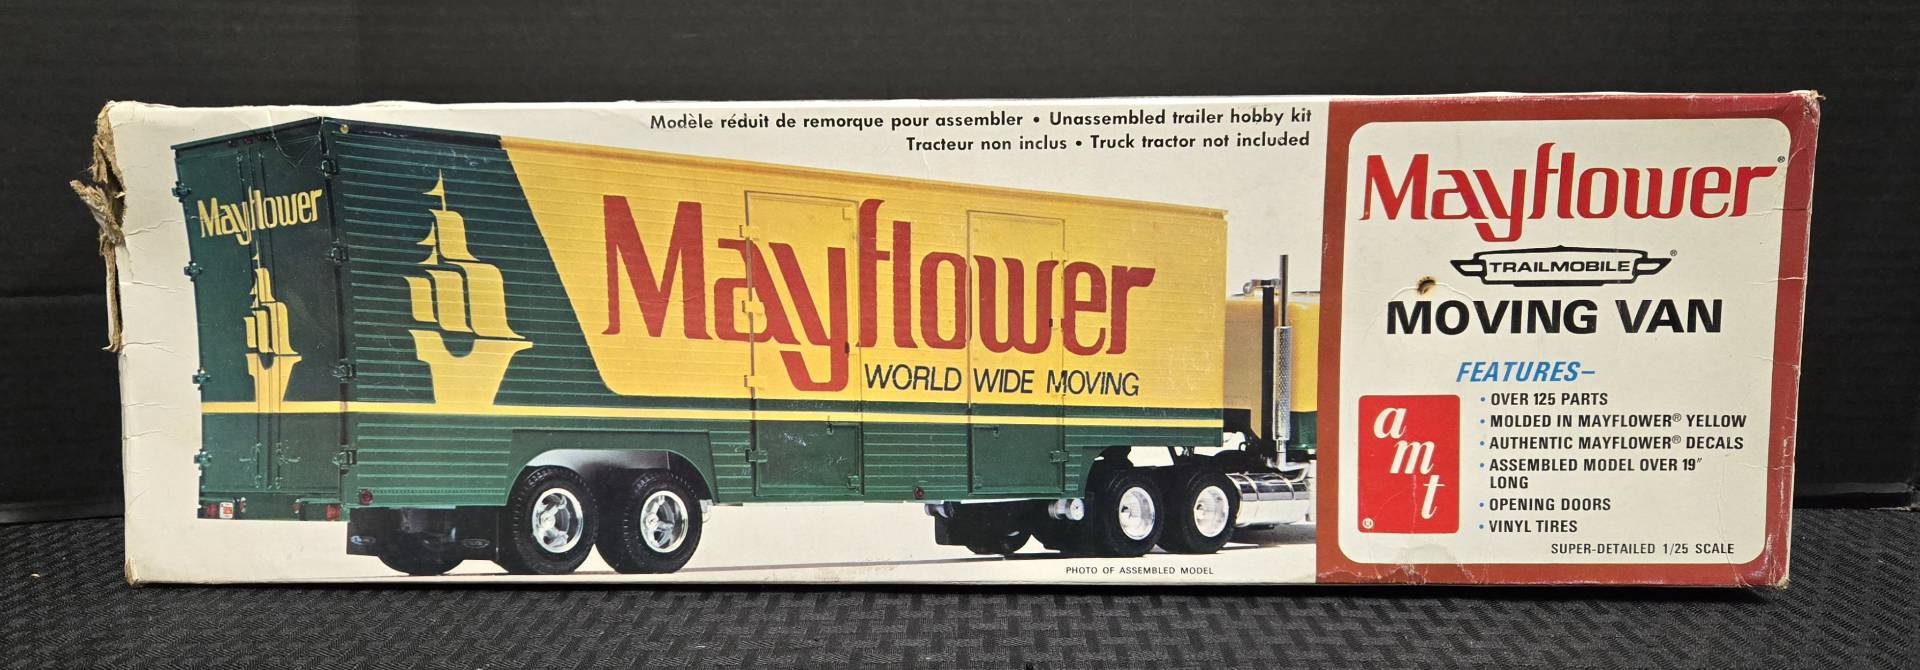 Modèle réduit de remorque pour assembler • Unassembled trailer hobby kit
Tracteur non inclus • Truck tractor not included
Mayflower
Mayflower
WORLD WIDE MOVING
PHOTO OF ASSEMBLED MODEL
Mayflower®
TRAILMOBILE®
MOVING VAN
FEATURES–
• OVER 125 PARTS
• MOLDED IN MAYFLOWER® YELLOW
• AUTHENTIC MAYFLOWER® DECALS
• ASSEMBLED MODEL OVER 19″
LONG
• OPENING DOORS
• VINYL TIRES
amt
®
SUPER-DETAILED 1/25 SCALE